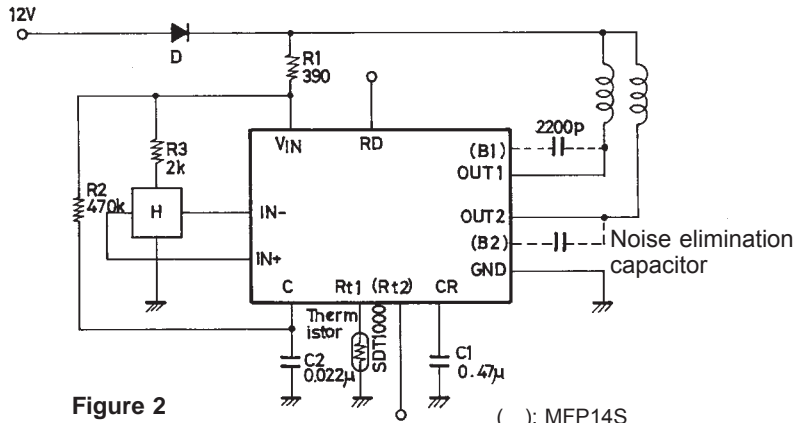 12V
D
R1
390
R3
2k
R2
470k
H
VIN
RD
(B1)
2200p
OUT1
OUT2
(B2)
Noise elimination
capacitor
GND
IN-
IN+
C
Rt1
(Rt2)
CR
Therm
istor
SDT1000
C2
0.022μ
C1
0.47μ
Figure 2
( ): MFP14S